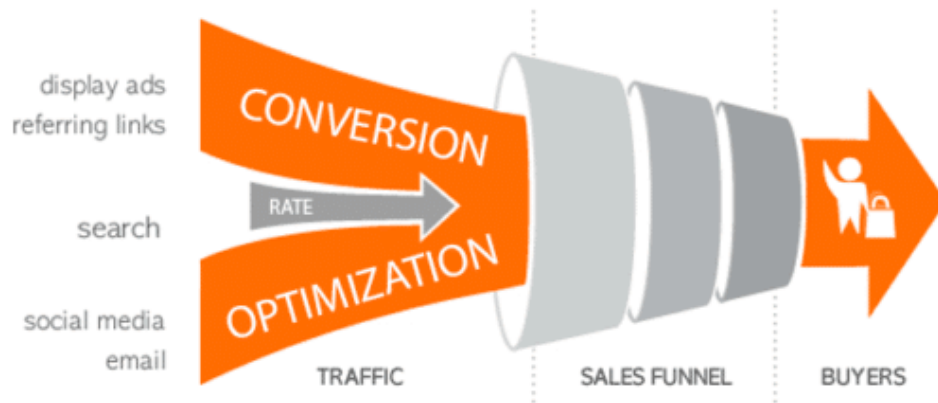 display ads
referring links
search
social media
email
CONVERSION
RATE
OPTIMIZATION
TRAFFIC
SALES FUNNEL
BUYERS